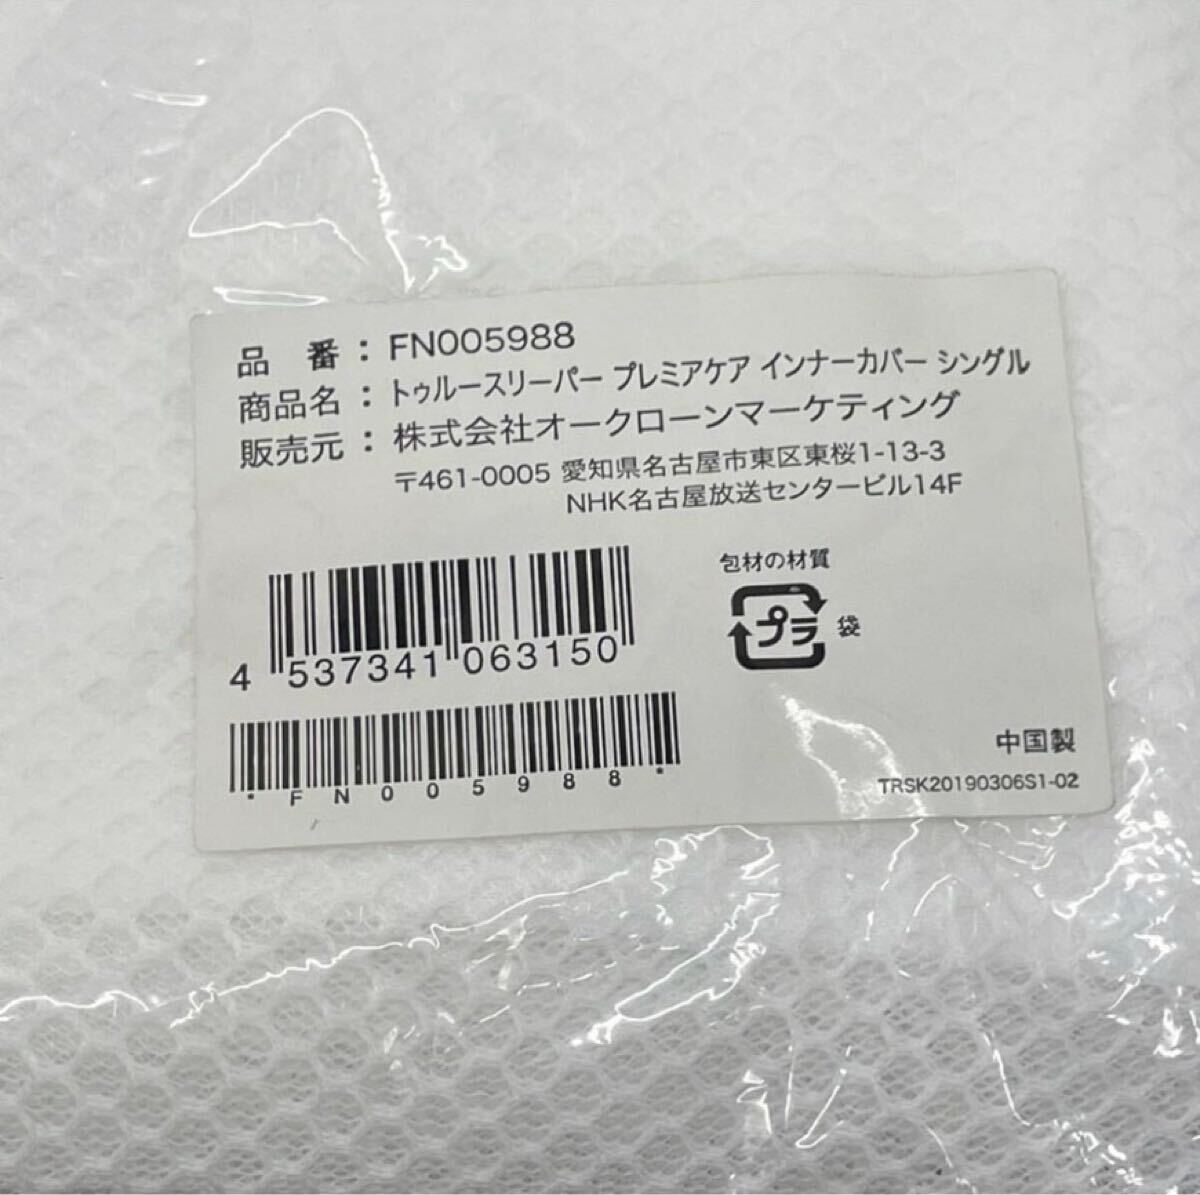 品 番：FN005988
商品名：トゥルースリーパー プレミアケア インナーカバー シングル
販売元：株式会社オークローンマーケティング
〒461-0005 愛知県名古屋市東区東桜1-13-3
NHK名古屋放送センタービル14F
包材の材質
プラ 袋
4 537341 063150
*FN005988*
中国製
TRSK20190306S1-02